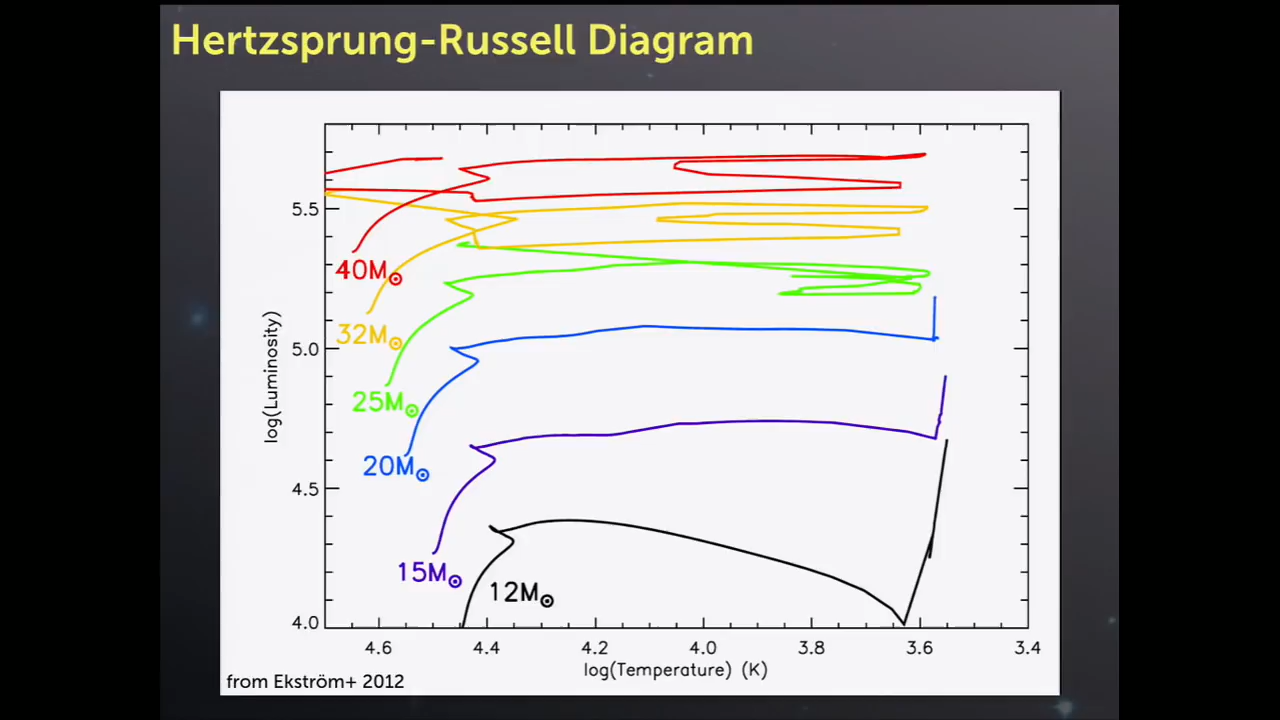 Hertzsprung-Russell Diagram
5.5
5.0
4.5
4.0
log(Luminosity)
40M☉
32M☉
25M☉
20M☉
15M☉
12M☉
4.6 4.4 4.2 4.0 3.8 3.6 3.4
log(Temperature) (K)
from Ekström+ 2012